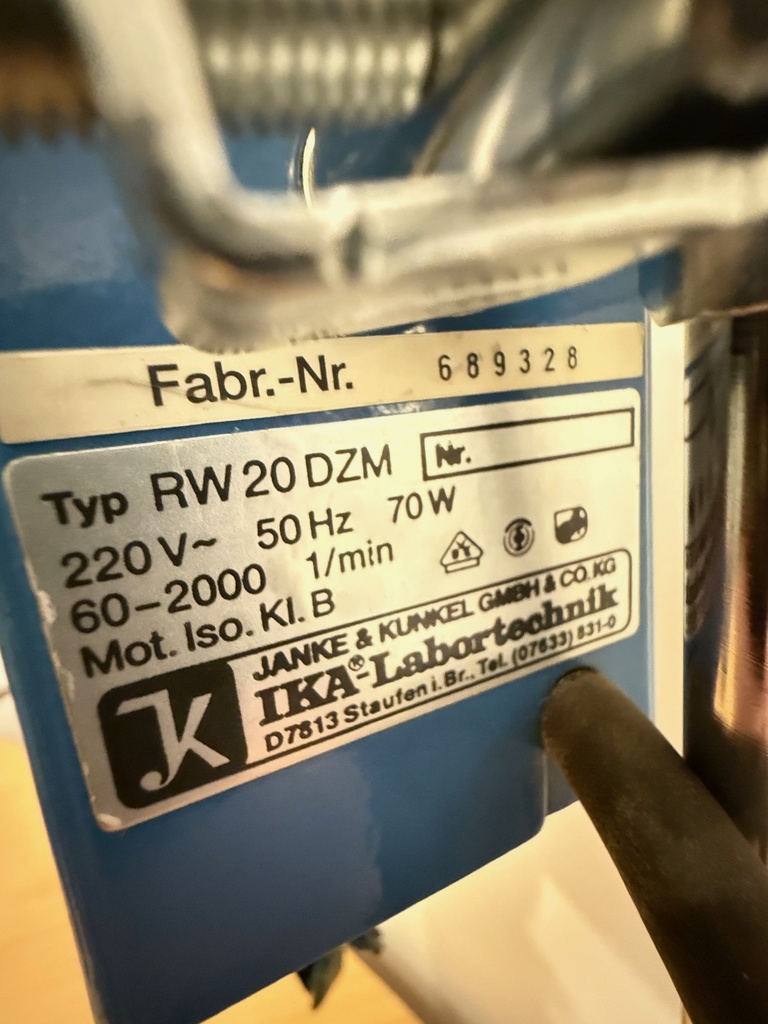 Fabr.-Nr. 689328
Typ RW 20 DZM Nr.
220 V~ 50 Hz 70 W
60-2000 1/min
Mot. Iso. Kl. B
JK
JANKE & KUNKEL GMBH & CO. KG
IKA®-Labortechnik
D7813 Staufen i. Br., Tel. (07633) 831-0